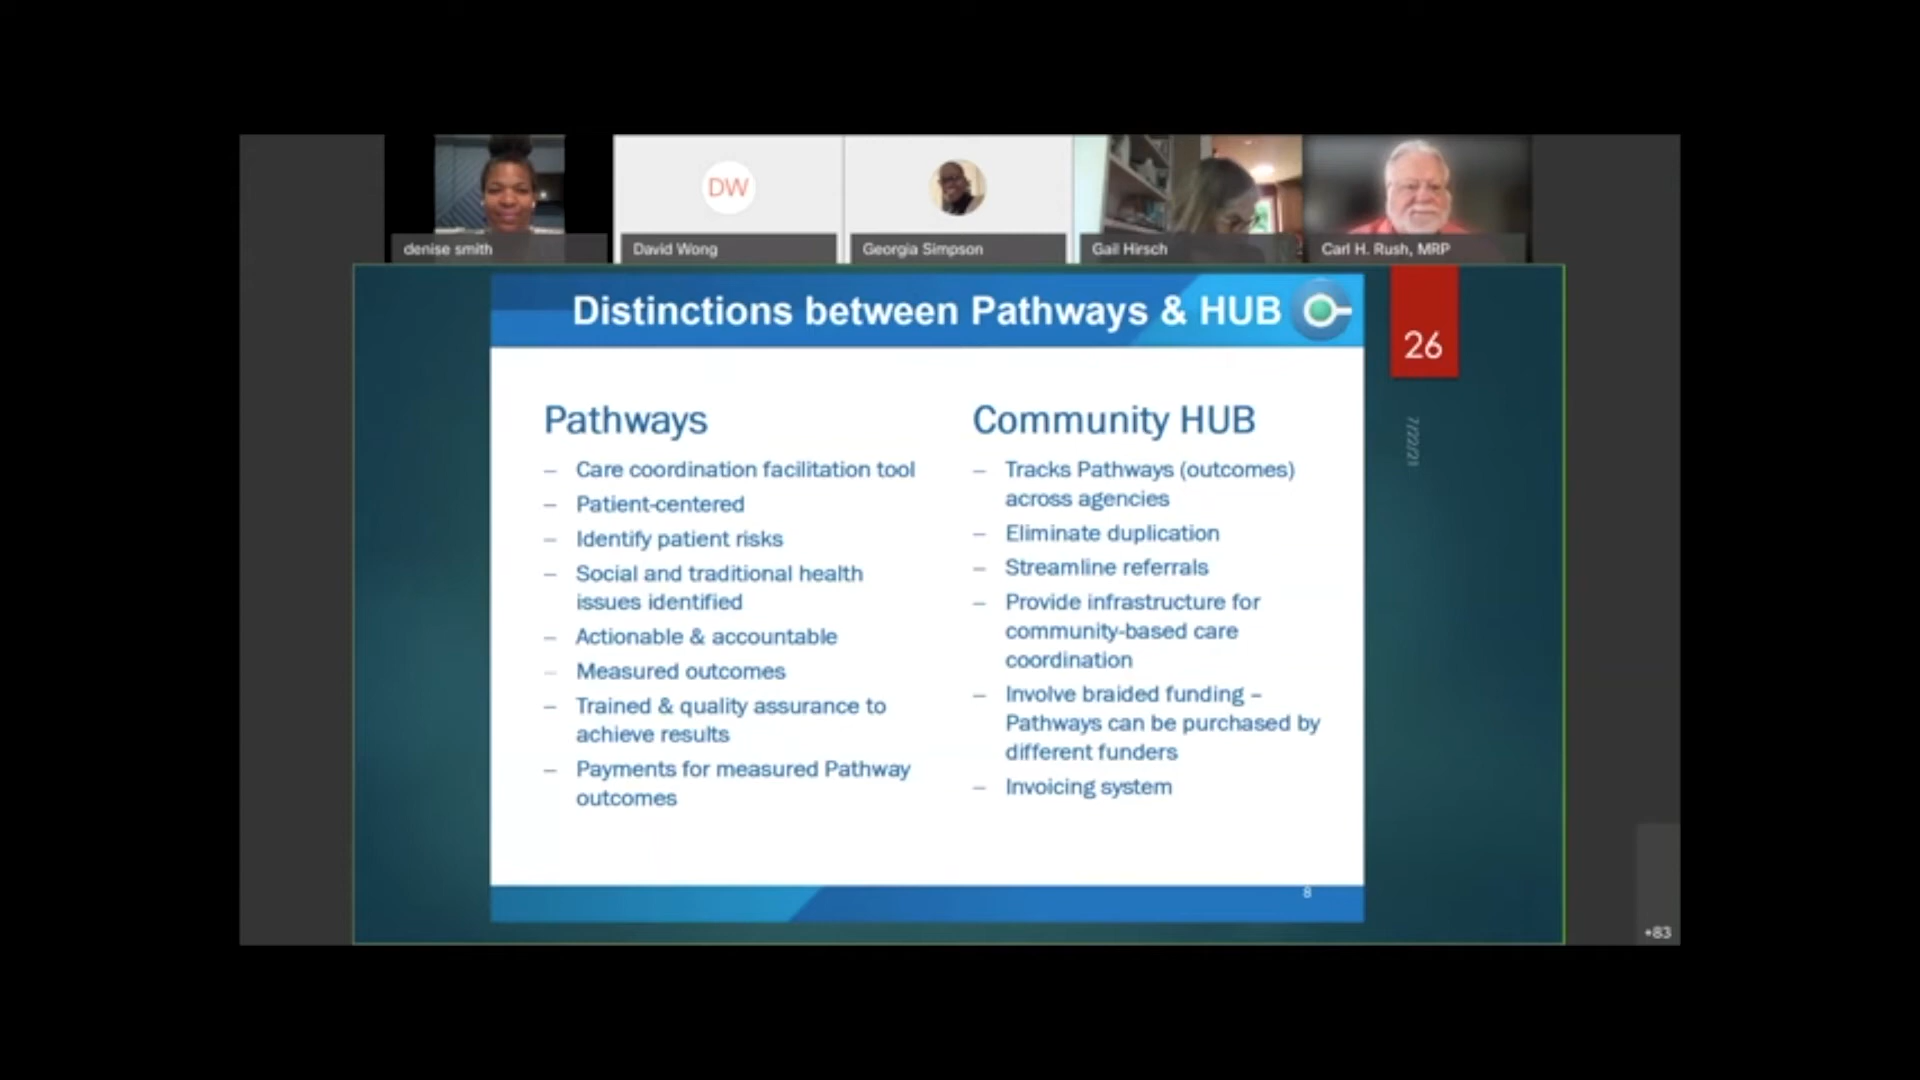 DW
denise smith
David Wong
Georgia Simpson
Gail Hirsch
Carl H. Rush, MRP
Distinctions between Pathways & HUB
26
7/22/21
Pathways
– Care coordination facilitation tool
– Patient-centered
– Identify patient risks
– Social and traditional health
issues identified
– Actionable & accountable
– Measured outcomes
– Trained & quality assurance to
achieve results
– Payments for measured Pathway
outcomes
Community HUB
– Tracks Pathways (outcomes)
across agencies
– Eliminate duplication
– Streamline referrals
– Provide infrastructure for
community-based care
coordination
– Involve braided funding –
Pathways can be purchased by
different funders
– Invoicing system
8
+83